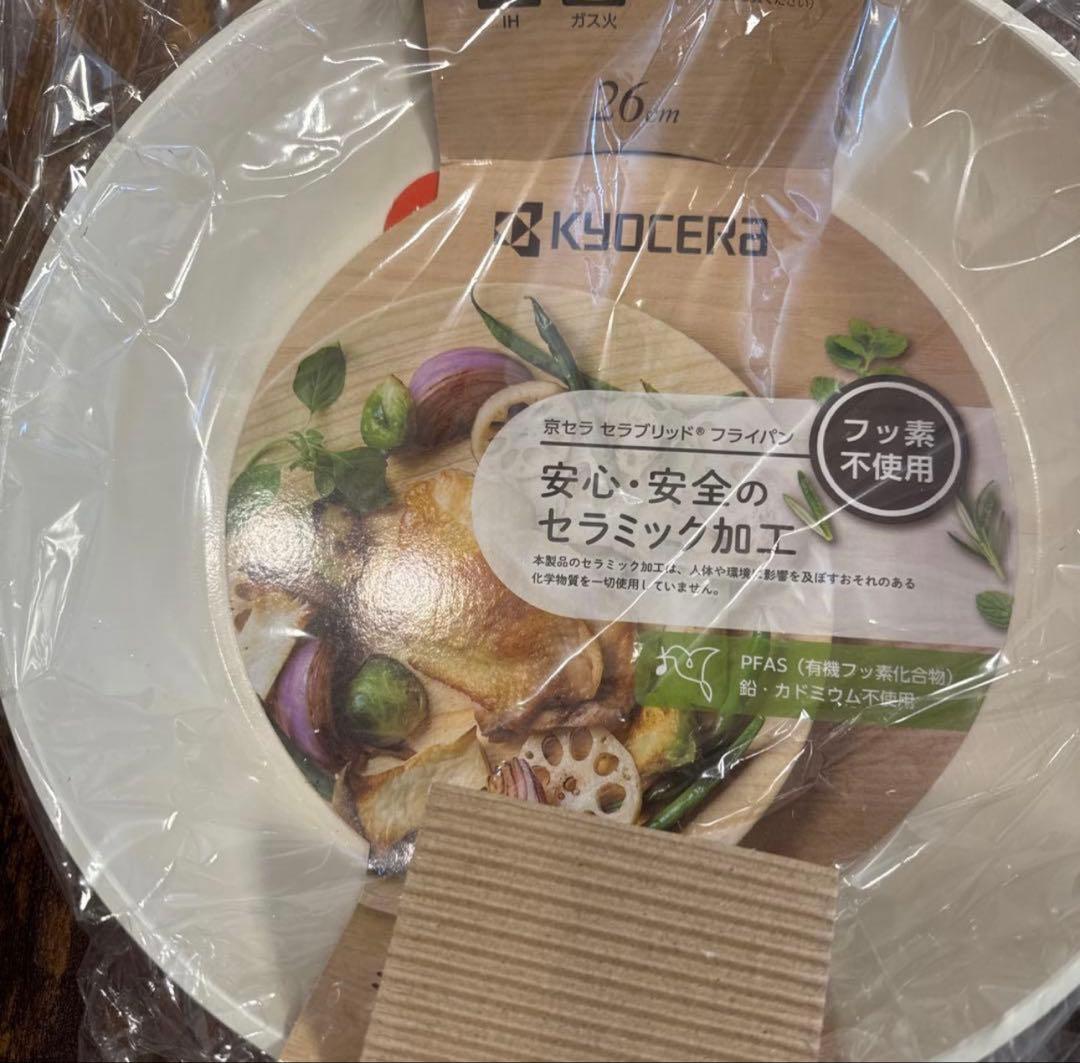 IH ガス火
26cm
KYOCERa
京セラ セラブリッド® フライパン
フッ素
不使用
安心・安全の
セラミック加工
本製品のセラミック加工は、人体や環境に影響を及ぼすおそれのある
化学物質を一切使用していません。
PFAS（有機フッ素化合物）
鉛・カドミウム不使用